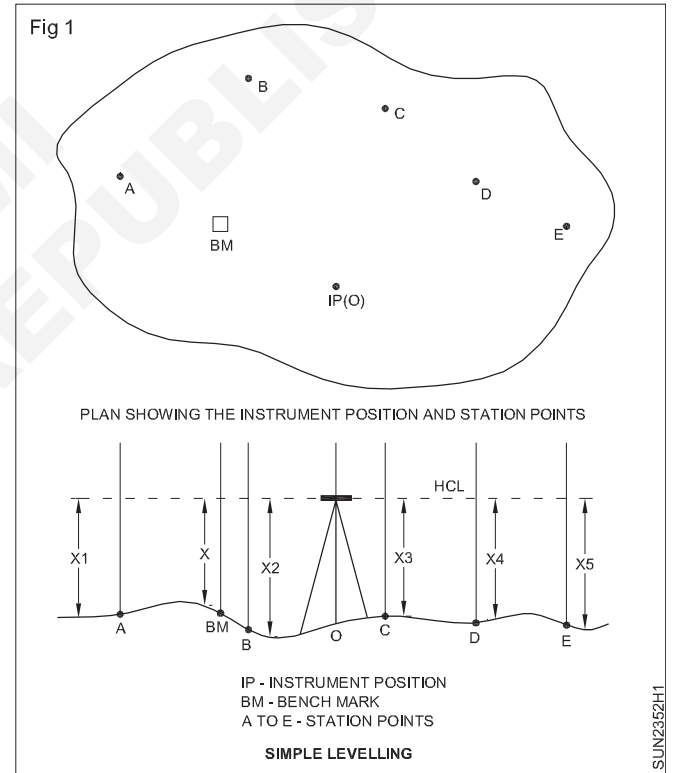 Fig 1
B
C
A
D
BM
E
IP(O)
PLAN SHOWING THE INSTRUMENT POSITION AND STATION POINTS
HCL
X1
X
X2
X3
X4
X5
A
BM
B
O
C
D
E
IP - INSTRUMENT POSITION
BM - BENCH MARK
A TO E - STATION POINTS
SIMPLE LEVELLING
SUN2352H1